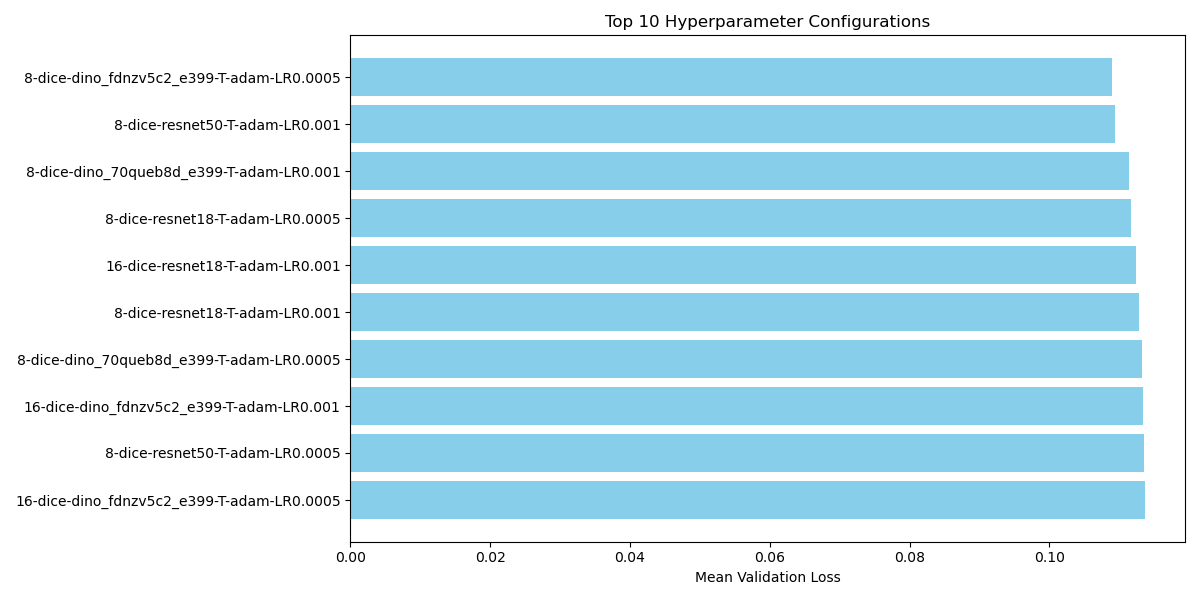 Top 10 Hyperparameter Configurations
8-dice-dino_fdnzv5c2_e399-T-adam-LR0.0005
8-dice-resnet50-T-adam-LR0.001
8-dice-dino_70queb8d_e399-T-adam-LR0.001
8-dice-resnet18-T-adam-LR0.0005
16-dice-resnet18-T-adam-LR0.001
8-dice-resnet18-T-adam-LR0.001
8-dice-dino_70queb8d_e399-T-adam-LR0.0005
16-dice-dino_fdnzv5c2_e399-T-adam-LR0.001
8-dice-resnet50-T-adam-LR0.0005
16-dice-dino_fdnzv5c2_e399-T-adam-LR0.0005
0.00 0.02 0.04 0.06 0.08 0.10
Mean Validation Loss